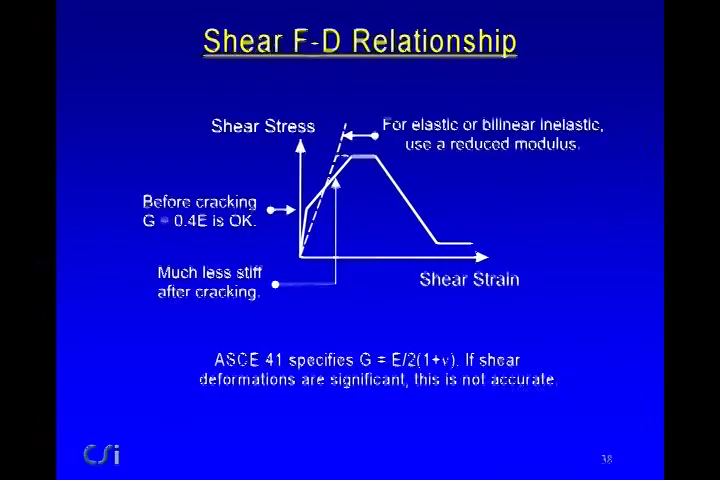 Shear F-D Relationship
Shear Stress
For elastic or bilinear inelastic,
use a reduced modulus.
Before cracking
G = 0.4E is OK.
Much less stiff
after cracking.
Shear Strain
ASCE 41 specifies G = E/2(1+ν). If shear
deformations are significant, this is not accurate.
CSi
38